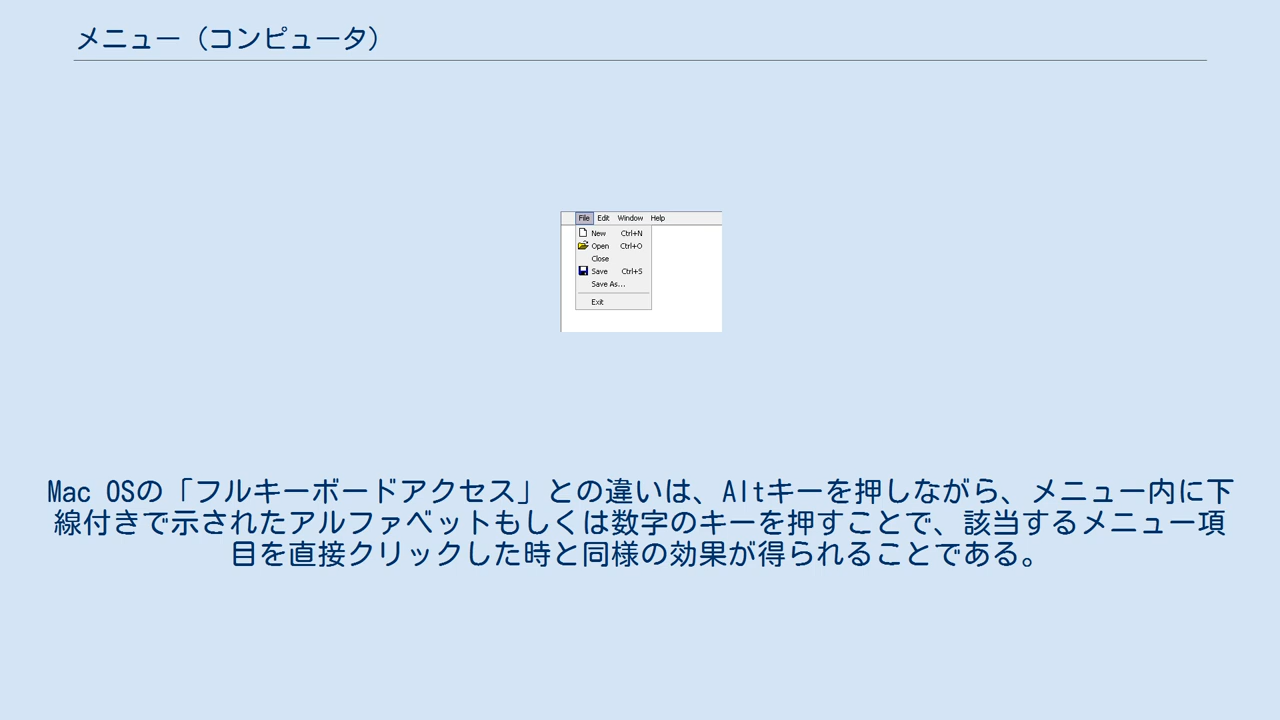 メニュー（コンピュータ）
File Edit Window Help
New Ctrl+N
Open Ctrl+O
Close
Save Ctrl+S
Save As...
Exit
Mac OSの「フルキーボードアクセス」との違いは、Altキーを押しながら、メニュー内に下
線付きで示されたアルファベットもしくは数字のキーを押すことで、該当するメニュー項
目を直接クリックした時と同様の効果が得られることである。